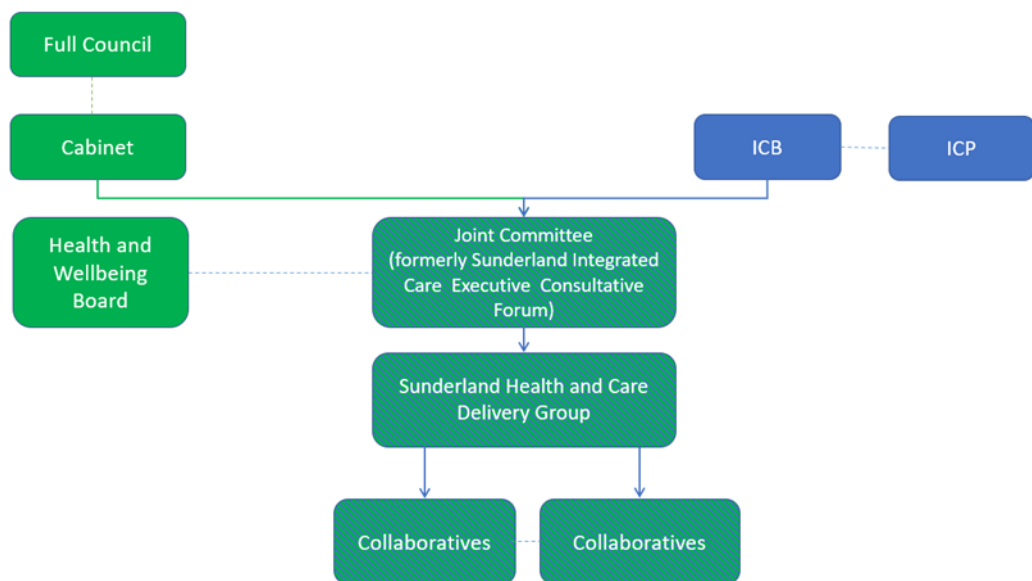 Full Council
Cabinet
ICB
ICP
Health and
Wellbeing
Board
Joint Committee
(formerly Sunderland Integrated
Care Executive Consultative
Forum)
Sunderland Health and Care
Delivery Group
Collaboratives
Collaboratives